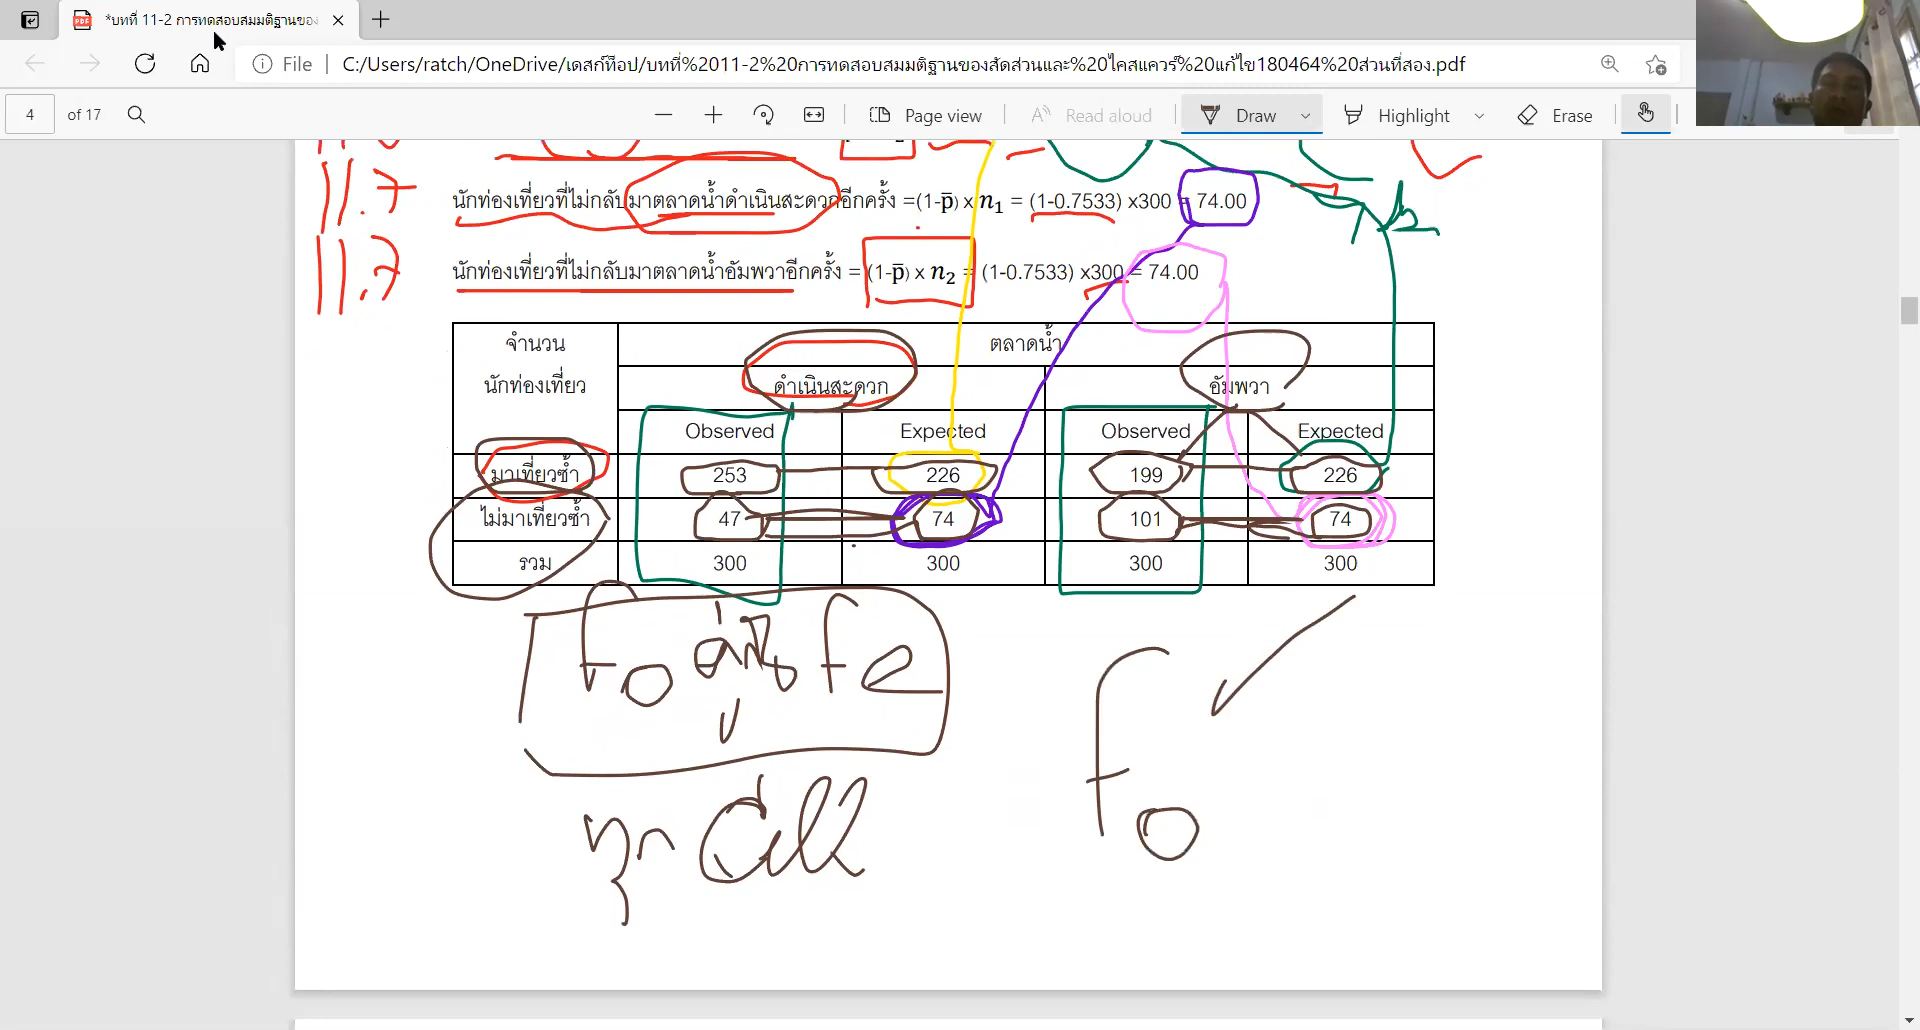 *บทที่ 11-2 การทดสอบสมมติฐานของ
File C:/Users/ratch/OneDrive/เดสก์ท็อป/บทที่%2011-2%20การทดสอบสมมติฐานของสัดส่วนและ%20ไคสแควร์%20แก้ไข180464%20ส่วนที่สอง.pdf
4 of 17 Page view Read aloud Draw Highlight Erase
11.7 นักท่องเที่ยวที่ไม่กลับมาตลาดน้ำดำเนินสะดวกอีกครั้ง =(1-p̅) x n₁ = (1-0.7533) x300 = 74.00
11.7 นักท่องเที่ยวที่ไม่กลับมาตลาดน้ำอัมพวาอีกครั้ง = (1-p̅) x n₂ = (1-0.7533) x300 = 74.00
จำนวน ตลาดน้ำ
นักท่องเที่ยว ดำเนินสะดวก อัมพวา
Observed Expected Observed Expected
มาเที่ยวซ้ำ 253 226 199 226
ไม่มาเที่ยวซ้ำ 47 74 101 74
รวม 300 300 300 300
fo fe
fo
ทุก Cell